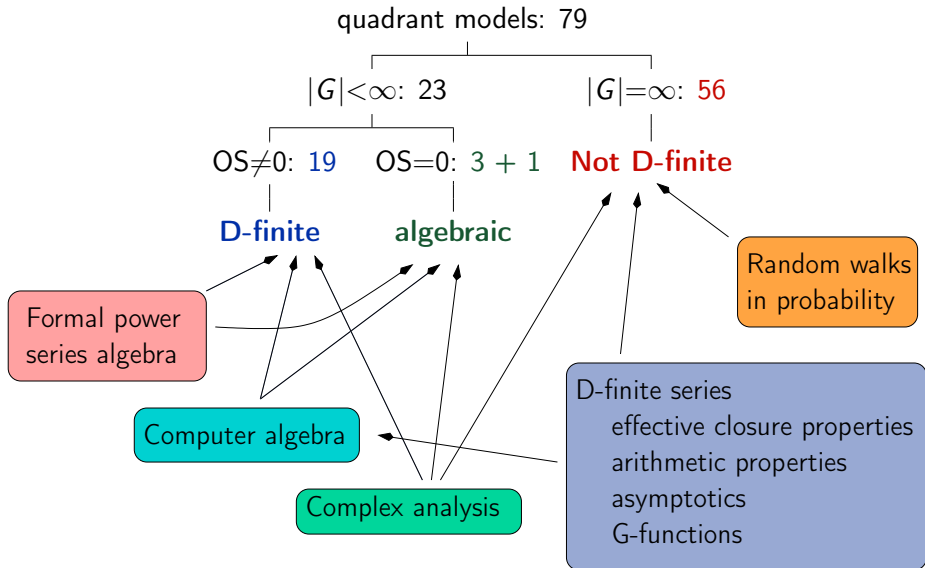 quadrant models: 79
|G|<∞: 23
|G|=∞: 56
OS≠0: 19
OS=0: 3 + 1
Not D-finite
D-finite
algebraic
Random walks
in probability
Formal power
series algebra
D-finite series
effective closure properties
arithmetic properties
asymptotics
G-functions
Computer algebra
Complex analysis